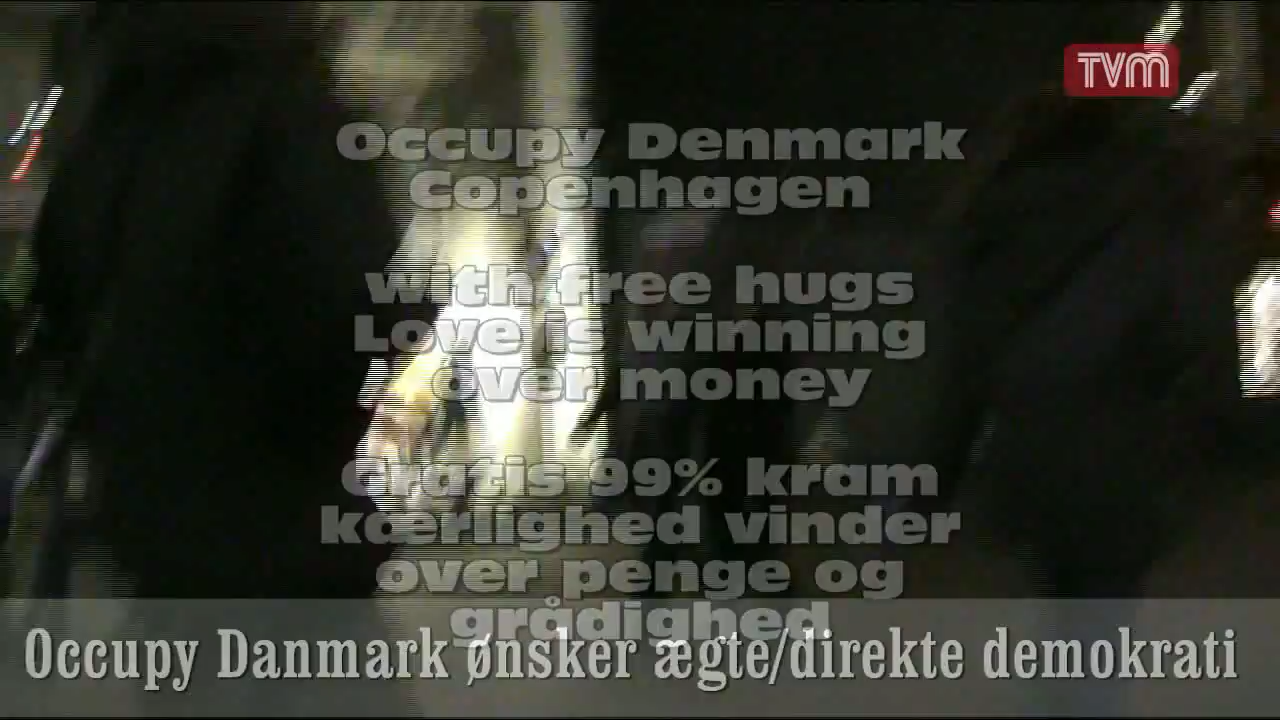 TVM
Occupy Denmark
Copenhagen
with free hugs
Love is winning
over money
Gratis 99% kram
kærlighed vinder
over penge og
grådighed
Occupy Danmark ønsker ægte/direkte demokrati